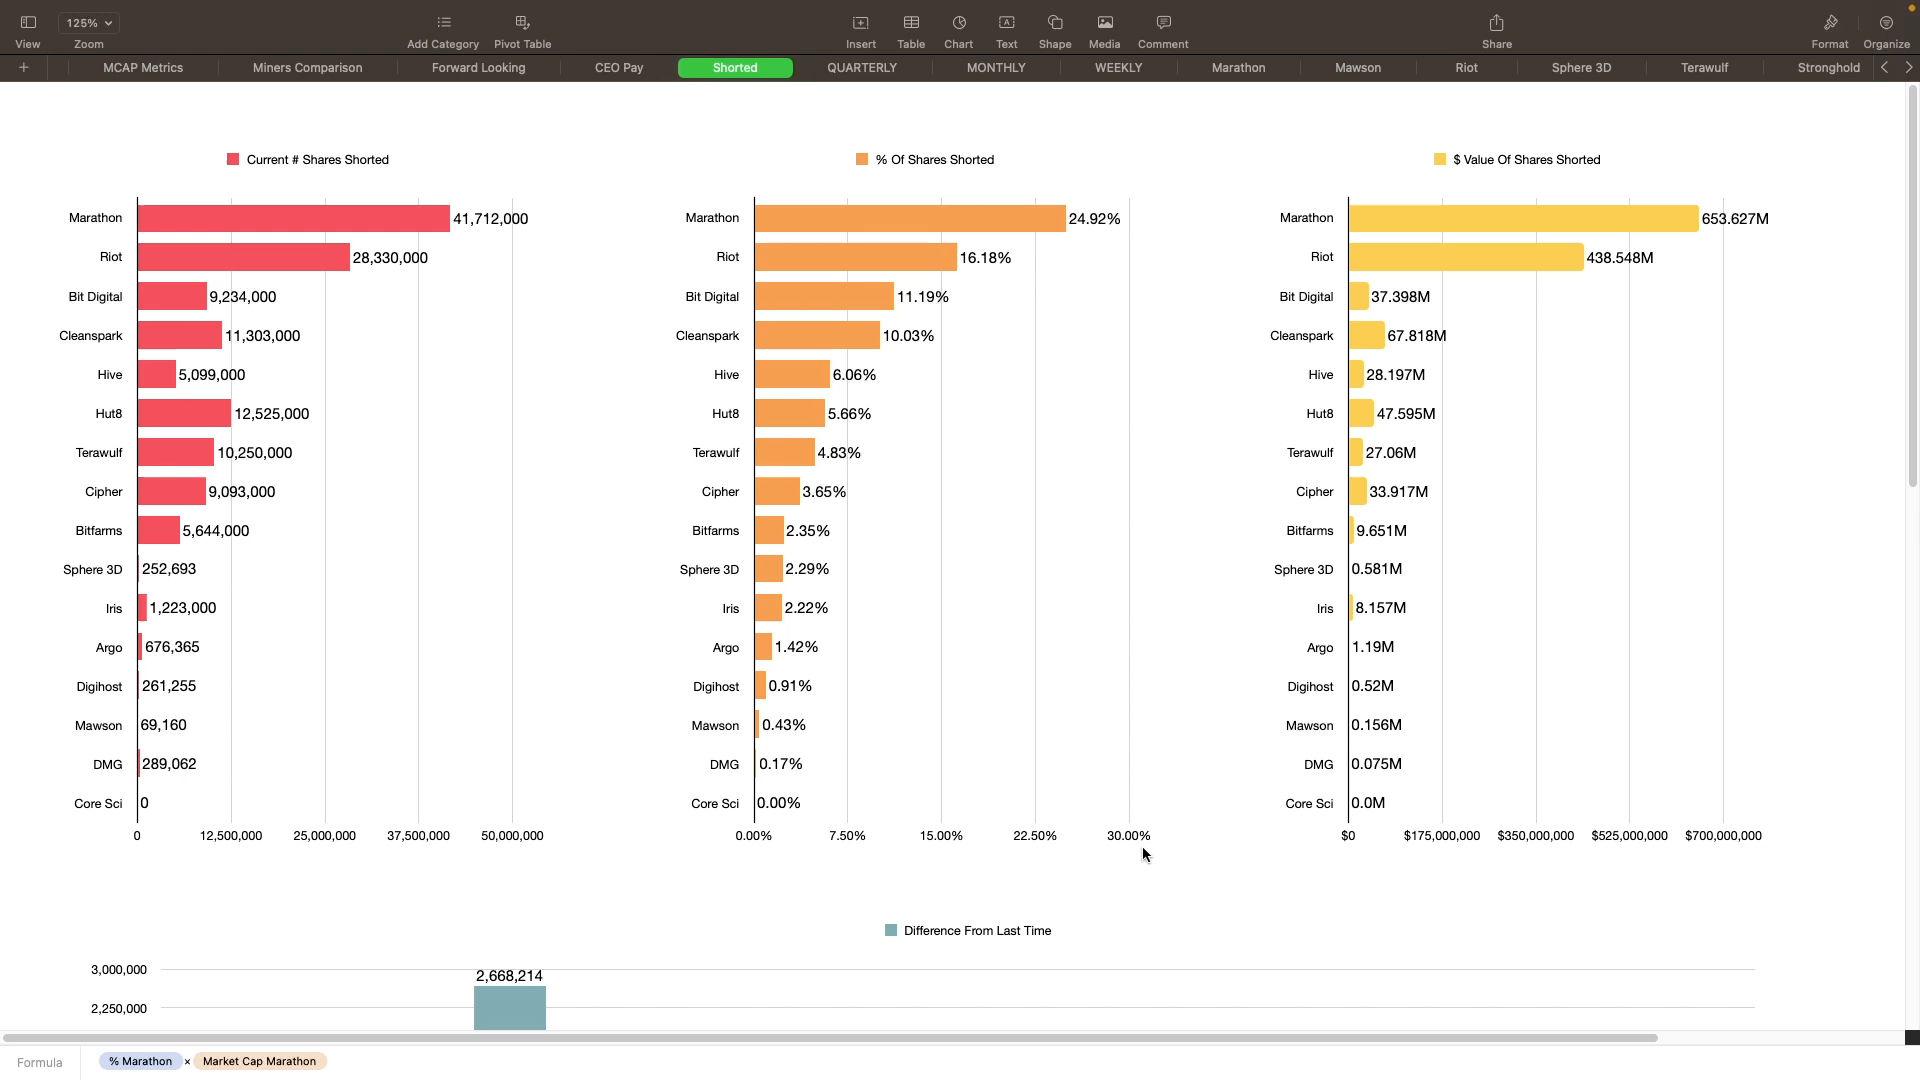 125%
View
Zoom
Add Category
Pivot Table
Insert
Table
Chart
Text
Shape
Media
Comment
Share
Format
Organize
+
MCAP Metrics
Miners Comparison
Forward Looking
CEO Pay
Shorted
QUARTERLY
MONTHLY
WEEKLY
Marathon
Mawson
Riot
Sphere 3D
Terawulf
Stronghold
Current # Shares Shorted
Marathon 41,712,000
Riot 28,330,000
Bit Digital 9,234,000
Cleanspark 11,303,000
Hive 5,099,000
Hut8 12,525,000
Terawulf 10,250,000
Cipher 9,093,000
Bitfarms 5,644,000
Sphere 3D 252,693
Iris 1,223,000
Argo 676,365
Digihost 261,255
Mawson 69,160
DMG 289,062
Core Sci 0
0 12,500,000 25,000,000 37,500,000 50,000,000
% Of Shares Shorted
Marathon 24.92%
Riot 16.18%
Bit Digital 11.19%
Cleanspark 10.03%
Hive 6.06%
Hut8 5.66%
Terawulf 4.83%
Cipher 3.65%
Bitfarms 2.35%
Sphere 3D 2.29%
Iris 2.22%
Argo 1.42%
Digihost 0.91%
Mawson 0.43%
DMG 0.17%
Core Sci 0.00%
0.00% 7.50% 15.00% 22.50% 30.00%
$ Value Of Shares Shorted
Marathon 653.627M
Riot 438.548M
Bit Digital 37.398M
Cleanspark 67.818M
Hive 28.197M
Hut8 47.595M
Terawulf 27.06M
Cipher 33.917M
Bitfarms 9.651M
Sphere 3D 0.581M
Iris 8.157M
Argo 1.19M
Digihost 0.52M
Mawson 0.156M
DMG 0.075M
Core Sci 0.0M
$0 $175,000,000 $350,000,000 $525,000,000 $700,000,000
Difference From Last Time
3,000,000
2,668,214
2,250,000
Formula
% Marathon × Market Cap Marathon